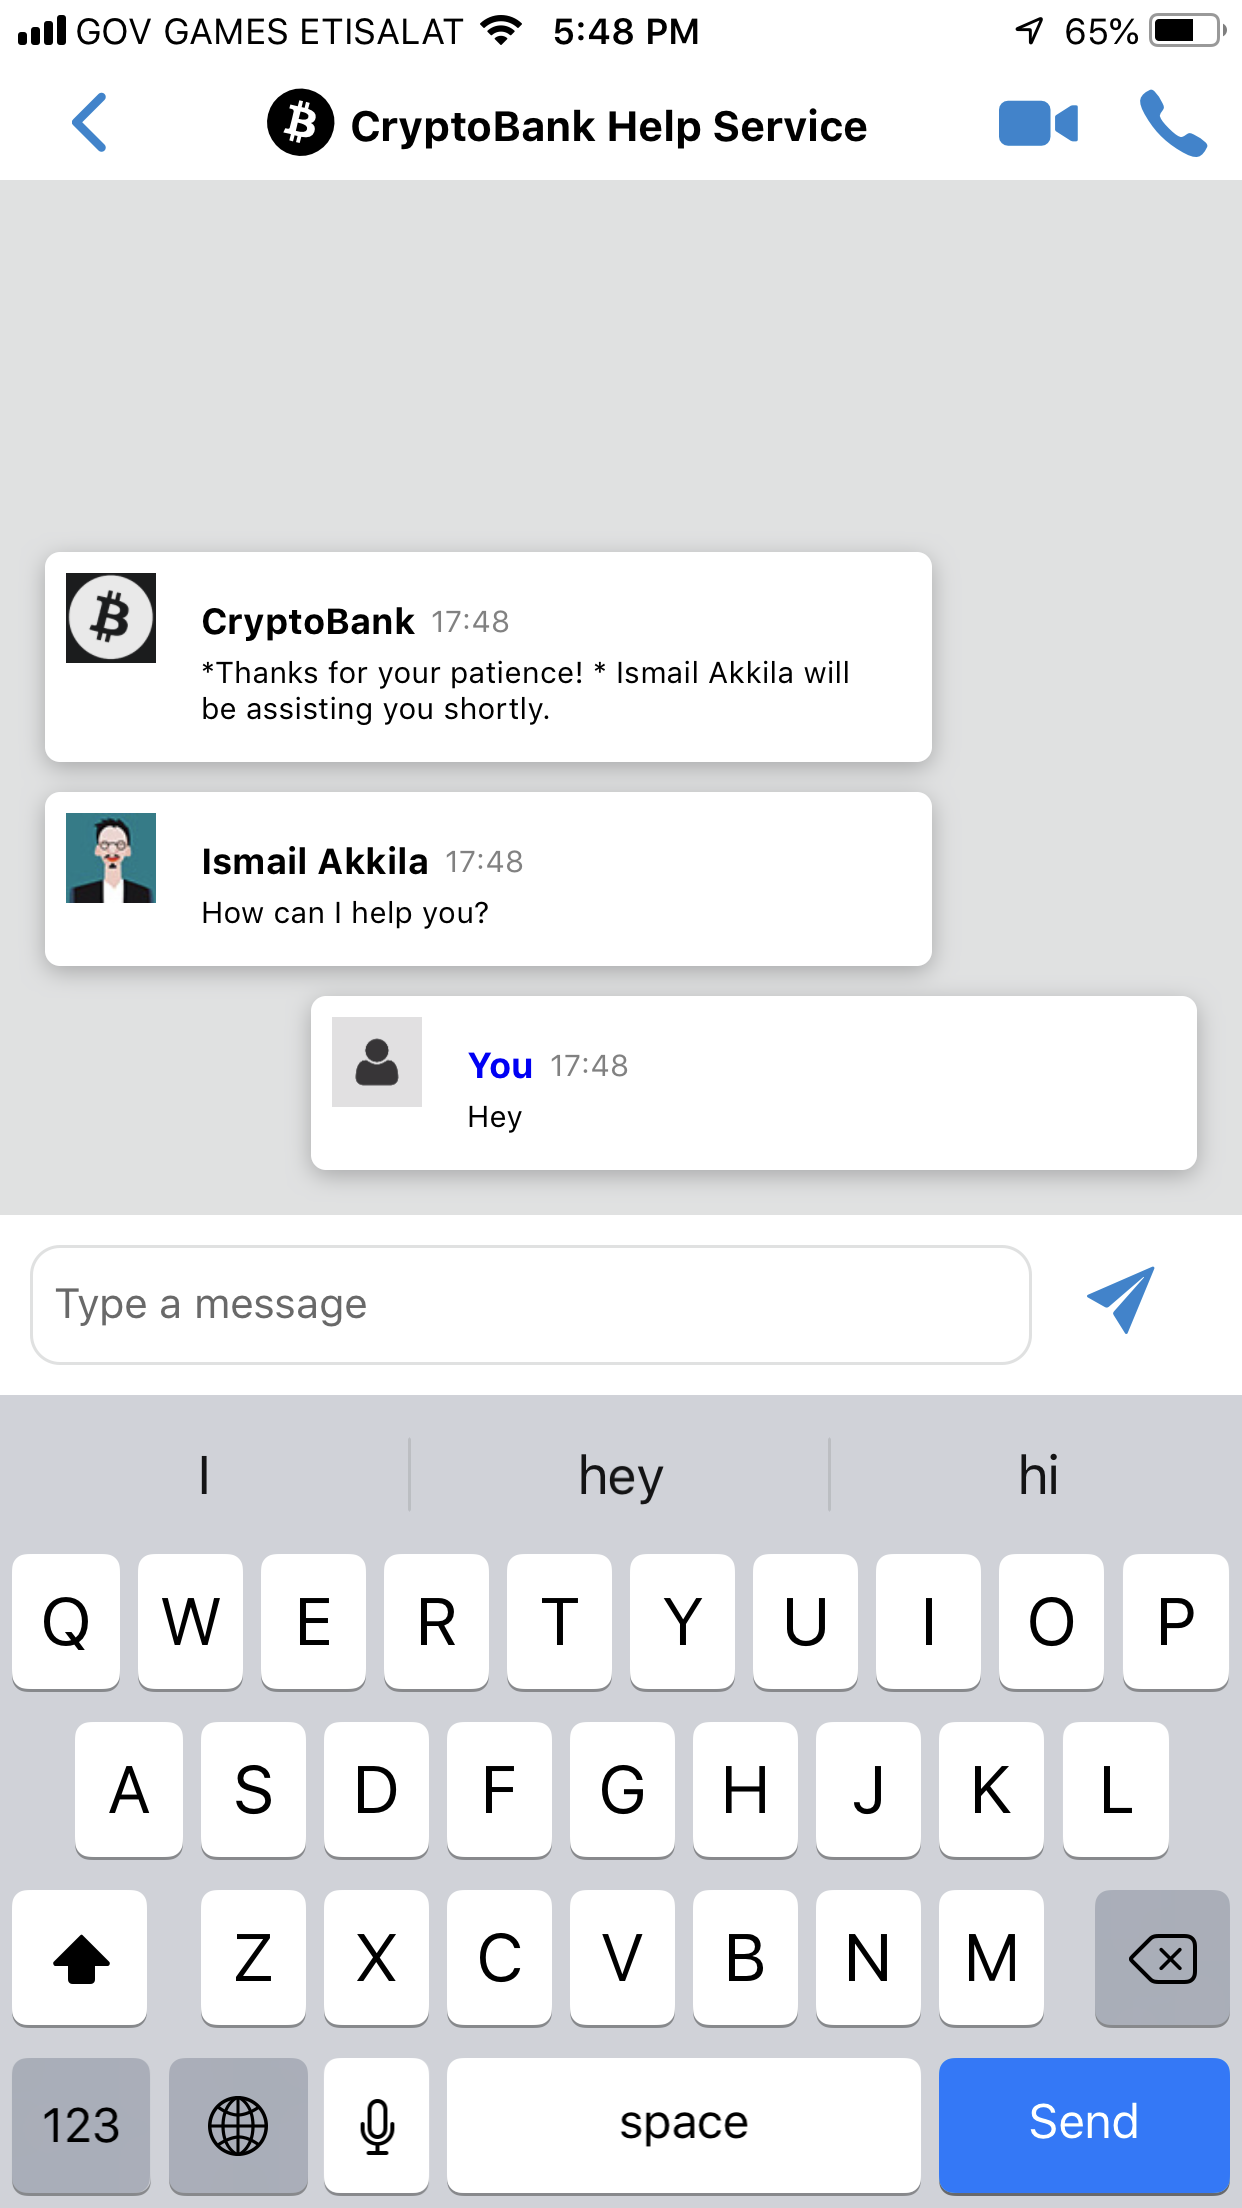 GOV GAMES ETISALAT 5:48 PM 65%
CryptoBank Help Service
CryptoBank 17:48
*Thanks for your patience! * Ismail Akkila will
be assisting you shortly.
Ismail Akkila 17:48
How can I help you?
You 17:48
Hey
Type a message
I hey hi
Q W E R T Y U I O P
A S D F G H J K L
Z X C V B N M
123 space Send